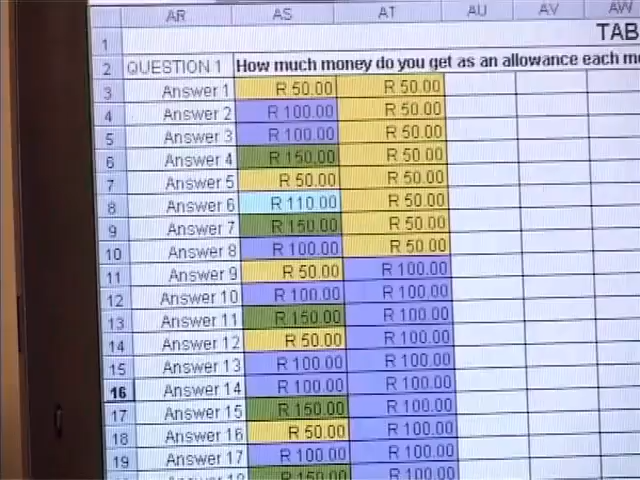 AR AS AT AU AV AW
1 TAB
2 QUESTION 1 How much money do you get as an allowance each mo
3 Answer 1 R 50.00 R 50.00
4 Answer 2 R 100.00 R 50.00
5 Answer 3 R 100.00 R 50.00
6 Answer 4 R 150.00 R 50.00
7 Answer 5 R 50.00 R 50.00
8 Answer 6 R 110.00 R 50.00
9 Answer 7 R 150.00 R 50.00
10 Answer 8 R 100.00 R 50.00
11 Answer 9 R 50.00 R 100.00
12 Answer 10 R 100.00 R 100.00
13 Answer 11 R 150.00 R 100.00
14 Answer 12 R 50.00 R 100.00
15 Answer 13 R 100.00 R 100.00
16 Answer 14 R 100.00 R 100.00
17 Answer 15 R 150.00 R 100.00
18 Answer 16 R 50.00 R 100.00
19 Answer 17 R 100.00 R 100.00
Answer 18 R 150.00 R 100.00